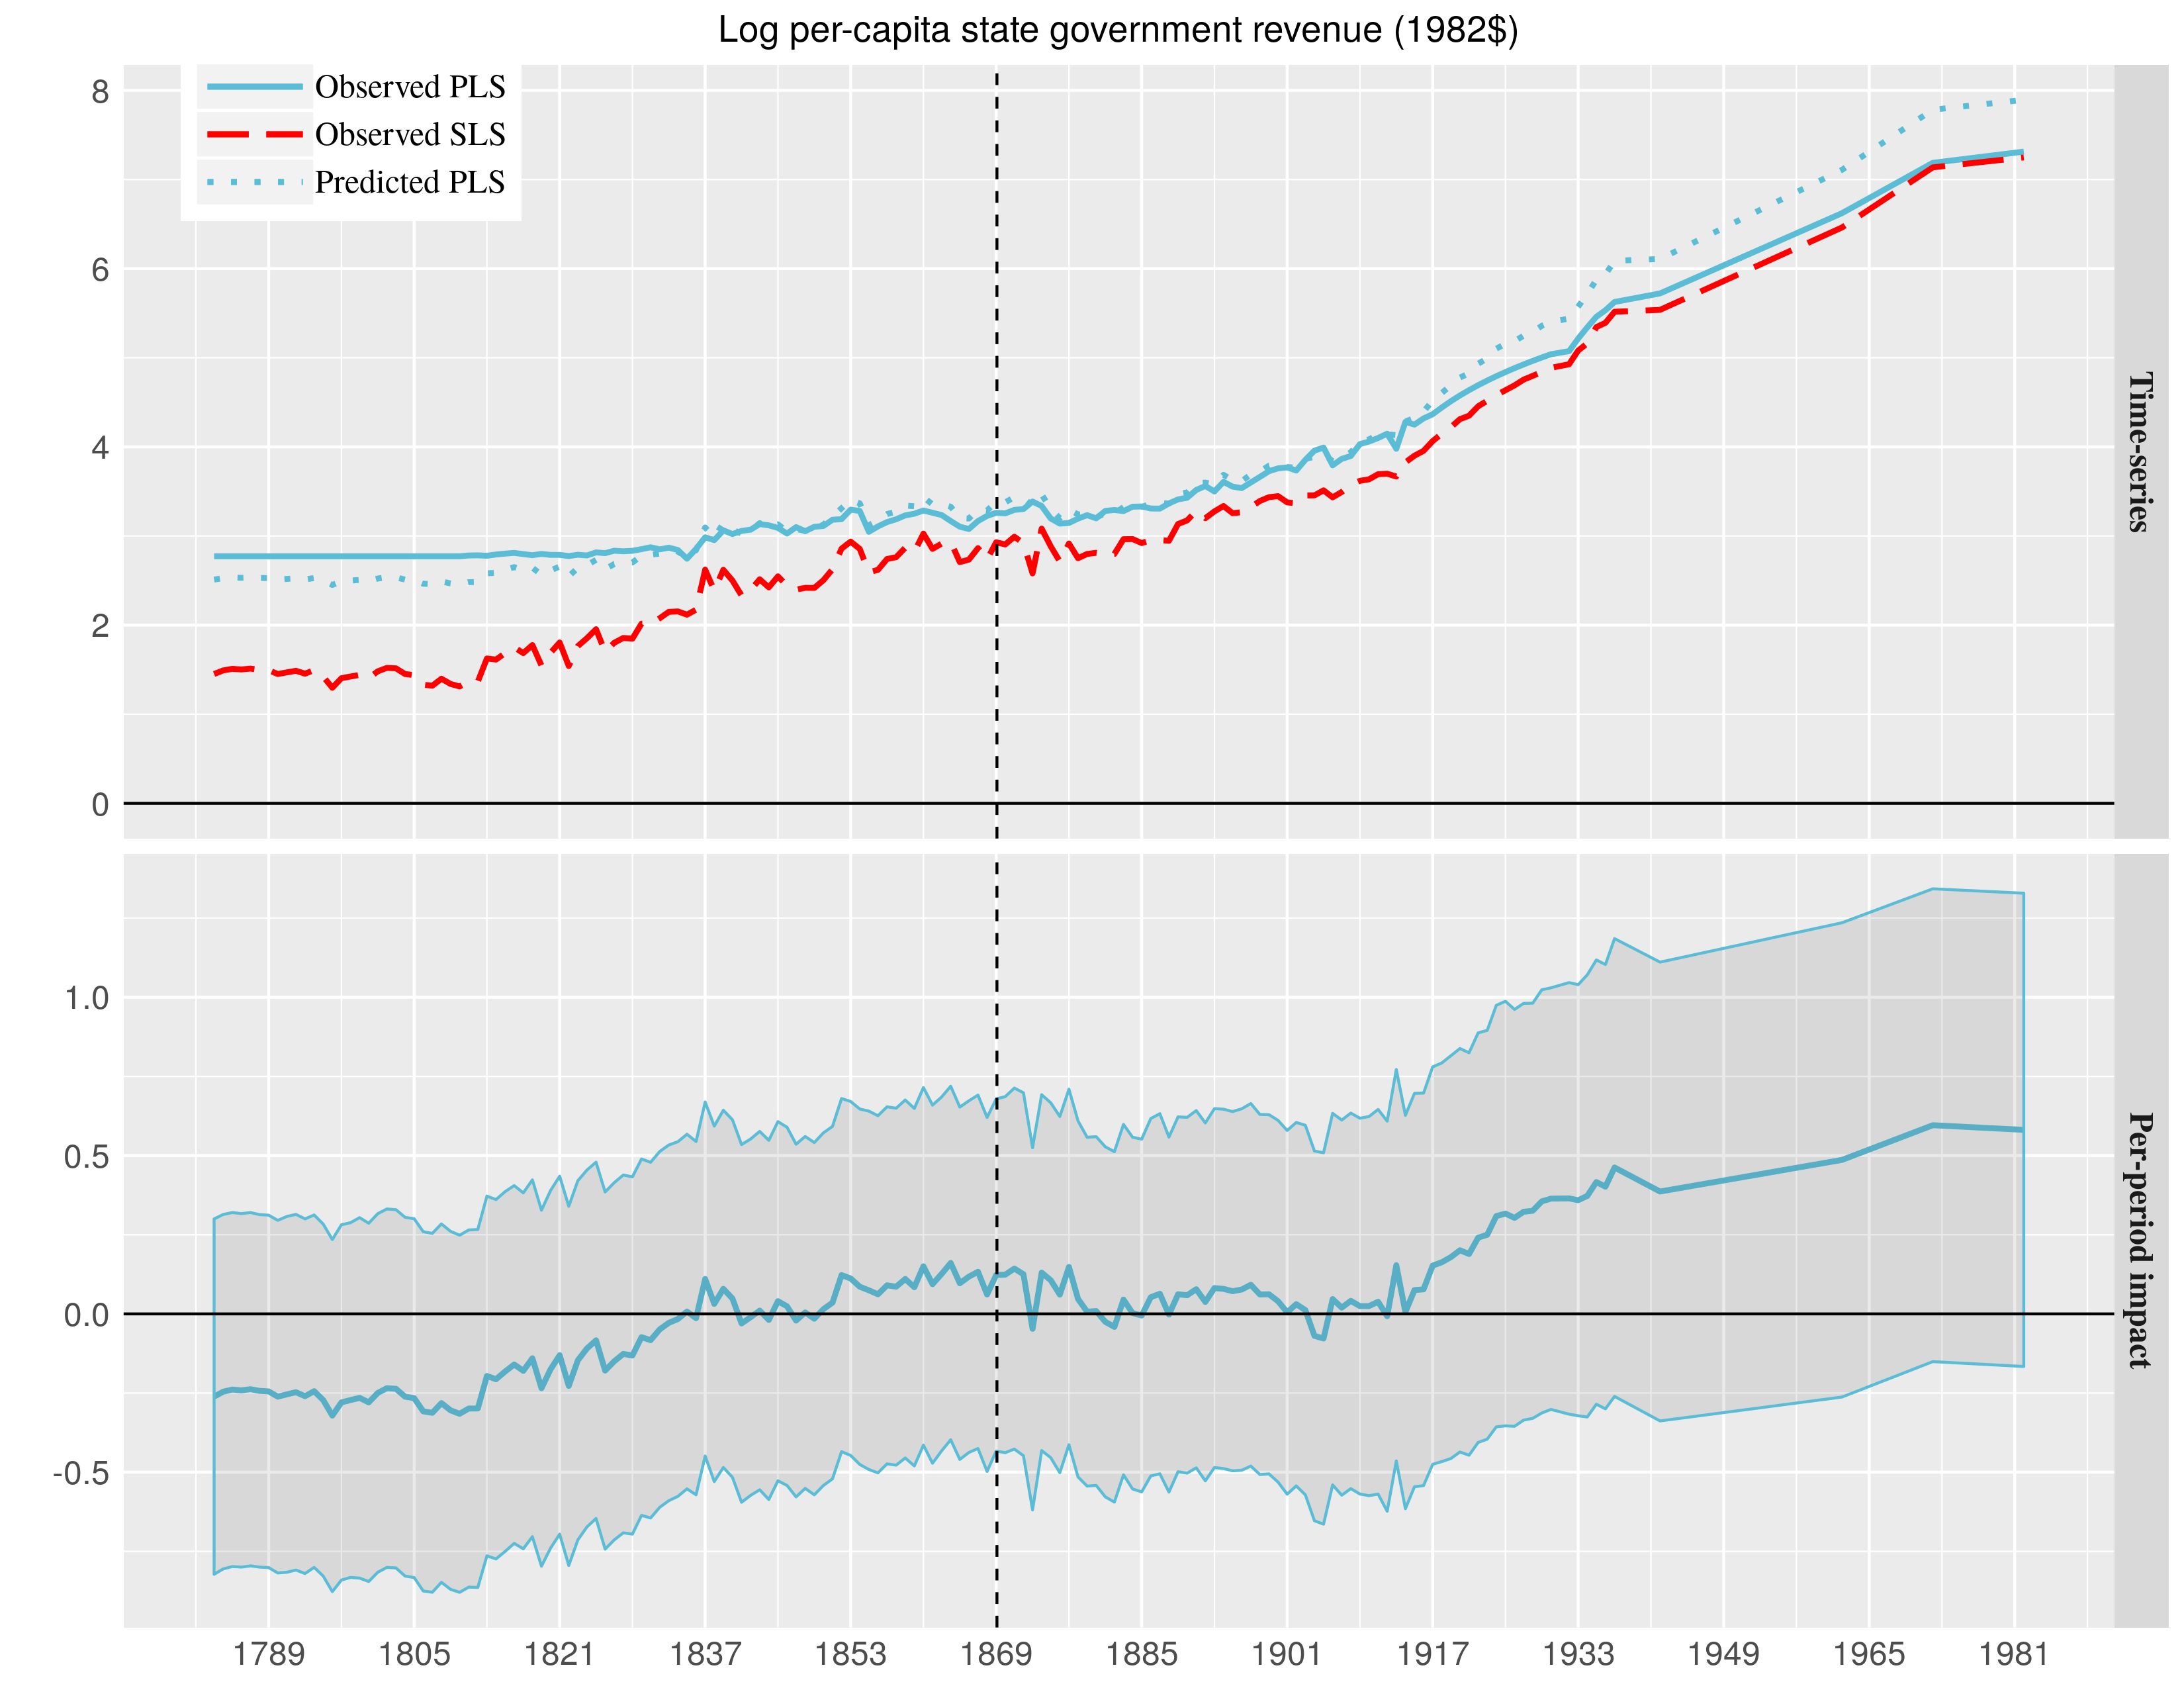 Log per-capita state government revenue (1982$)
Observed PLS
Observed SLS
Predicted PLS
8
6
4
2
0
Time-series
1.0
0.5
0.0
-0.5
Per-period impact
1789 1805 1821 1837 1853 1869 1885 1901 1917 1933 1949 1965 1981